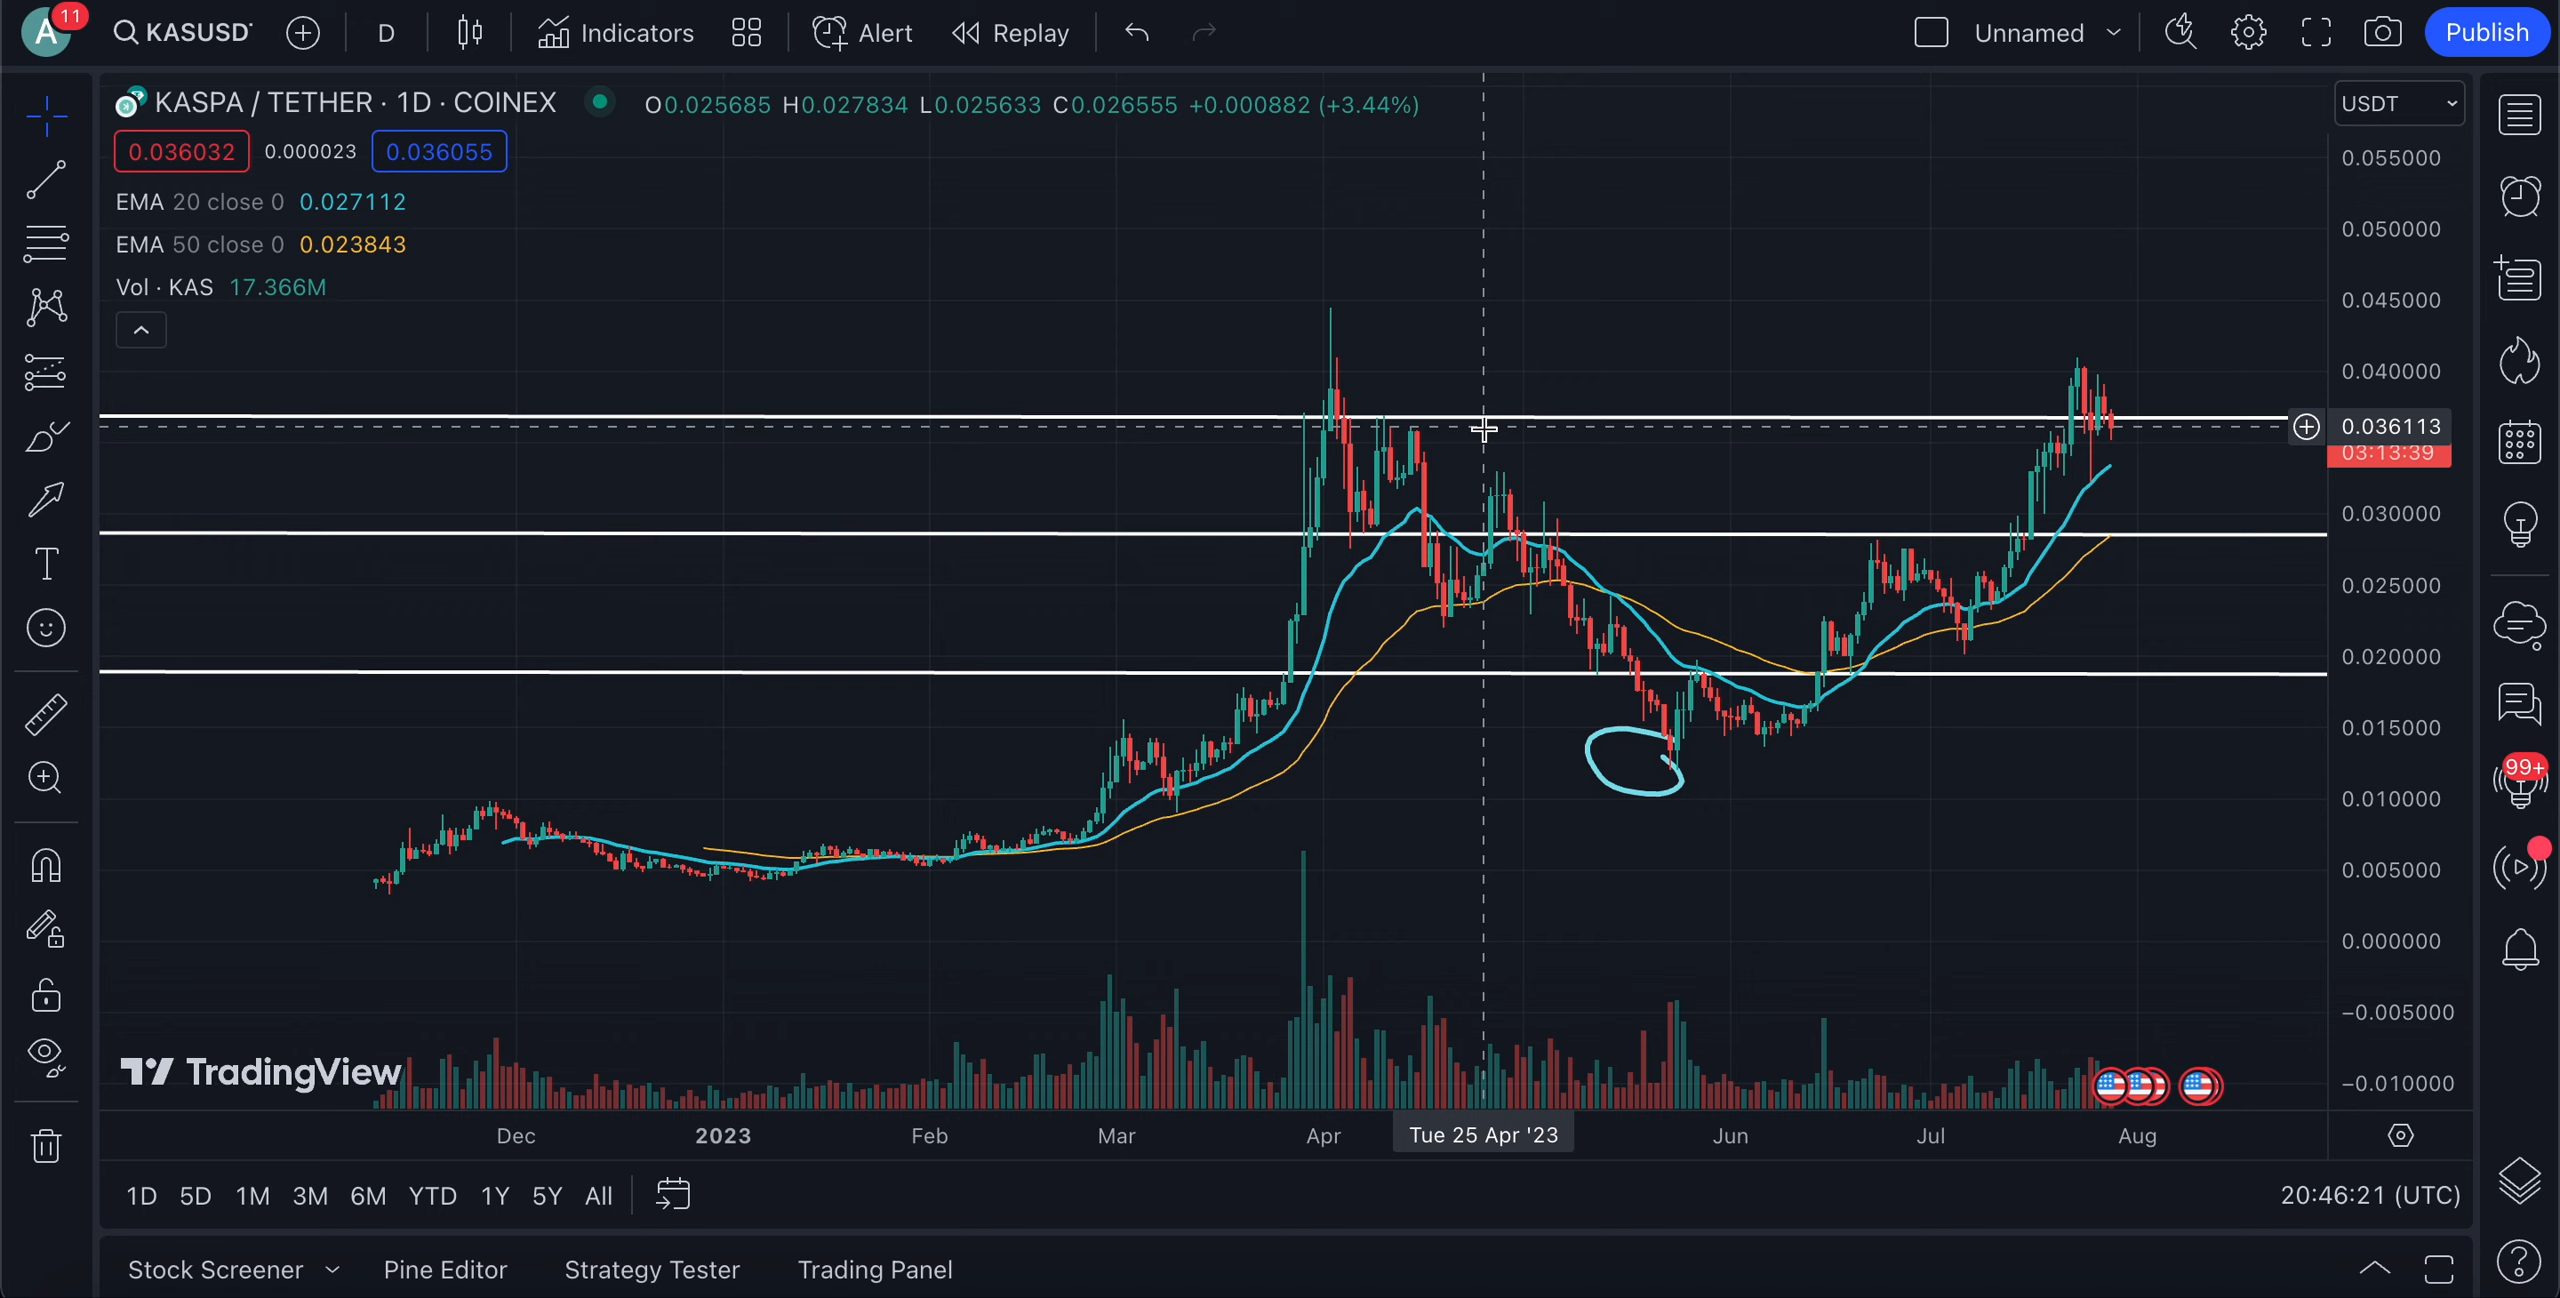 A
11
KASUSDT
D
Indicators
Alert
Replay
Unnamed
Publish
KASPA / TETHER · 1D · COINEX
O0.025685 H0.027834 L0.025633 C0.026555 +0.000882 (+3.44%)
USDT
0.036032
0.000023
0.036055
EMA 20 close 0 0.027112
EMA 50 close 0 0.023843
Vol · KAS 17.366M
0.055000
0.050000
0.045000
0.040000
0.036113
03:13:39
0.030000
0.025000
0.020000
0.015000
0.010000
0.005000
0.000000
−0.005000
−0.010000
99+
TradingView
Dec
2023
Feb
Mar
Apr
Tue 25 Apr '23
Jun
Jul
Aug
1D 5D 1M 3M 6M YTD 1Y 5Y All
20:46:21 (UTC)
Stock Screener
Pine Editor
Strategy Tester
Trading Panel